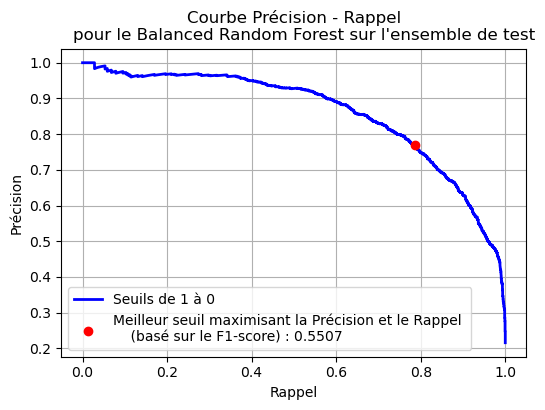 Courbe Précision - Rappel
pour le Balanced Random Forest sur l'ensemble de test
1.0
0.9
0.8
0.7
0.6
0.5
0.4
0.3
0.2
Précision
Seuils de 1 à 0
Meilleur seuil maximisant la Précision et le Rappel
(basé sur le F1-score) : 0.5507
0.0 0.2 0.4 0.6 0.8 1.0
Rappel